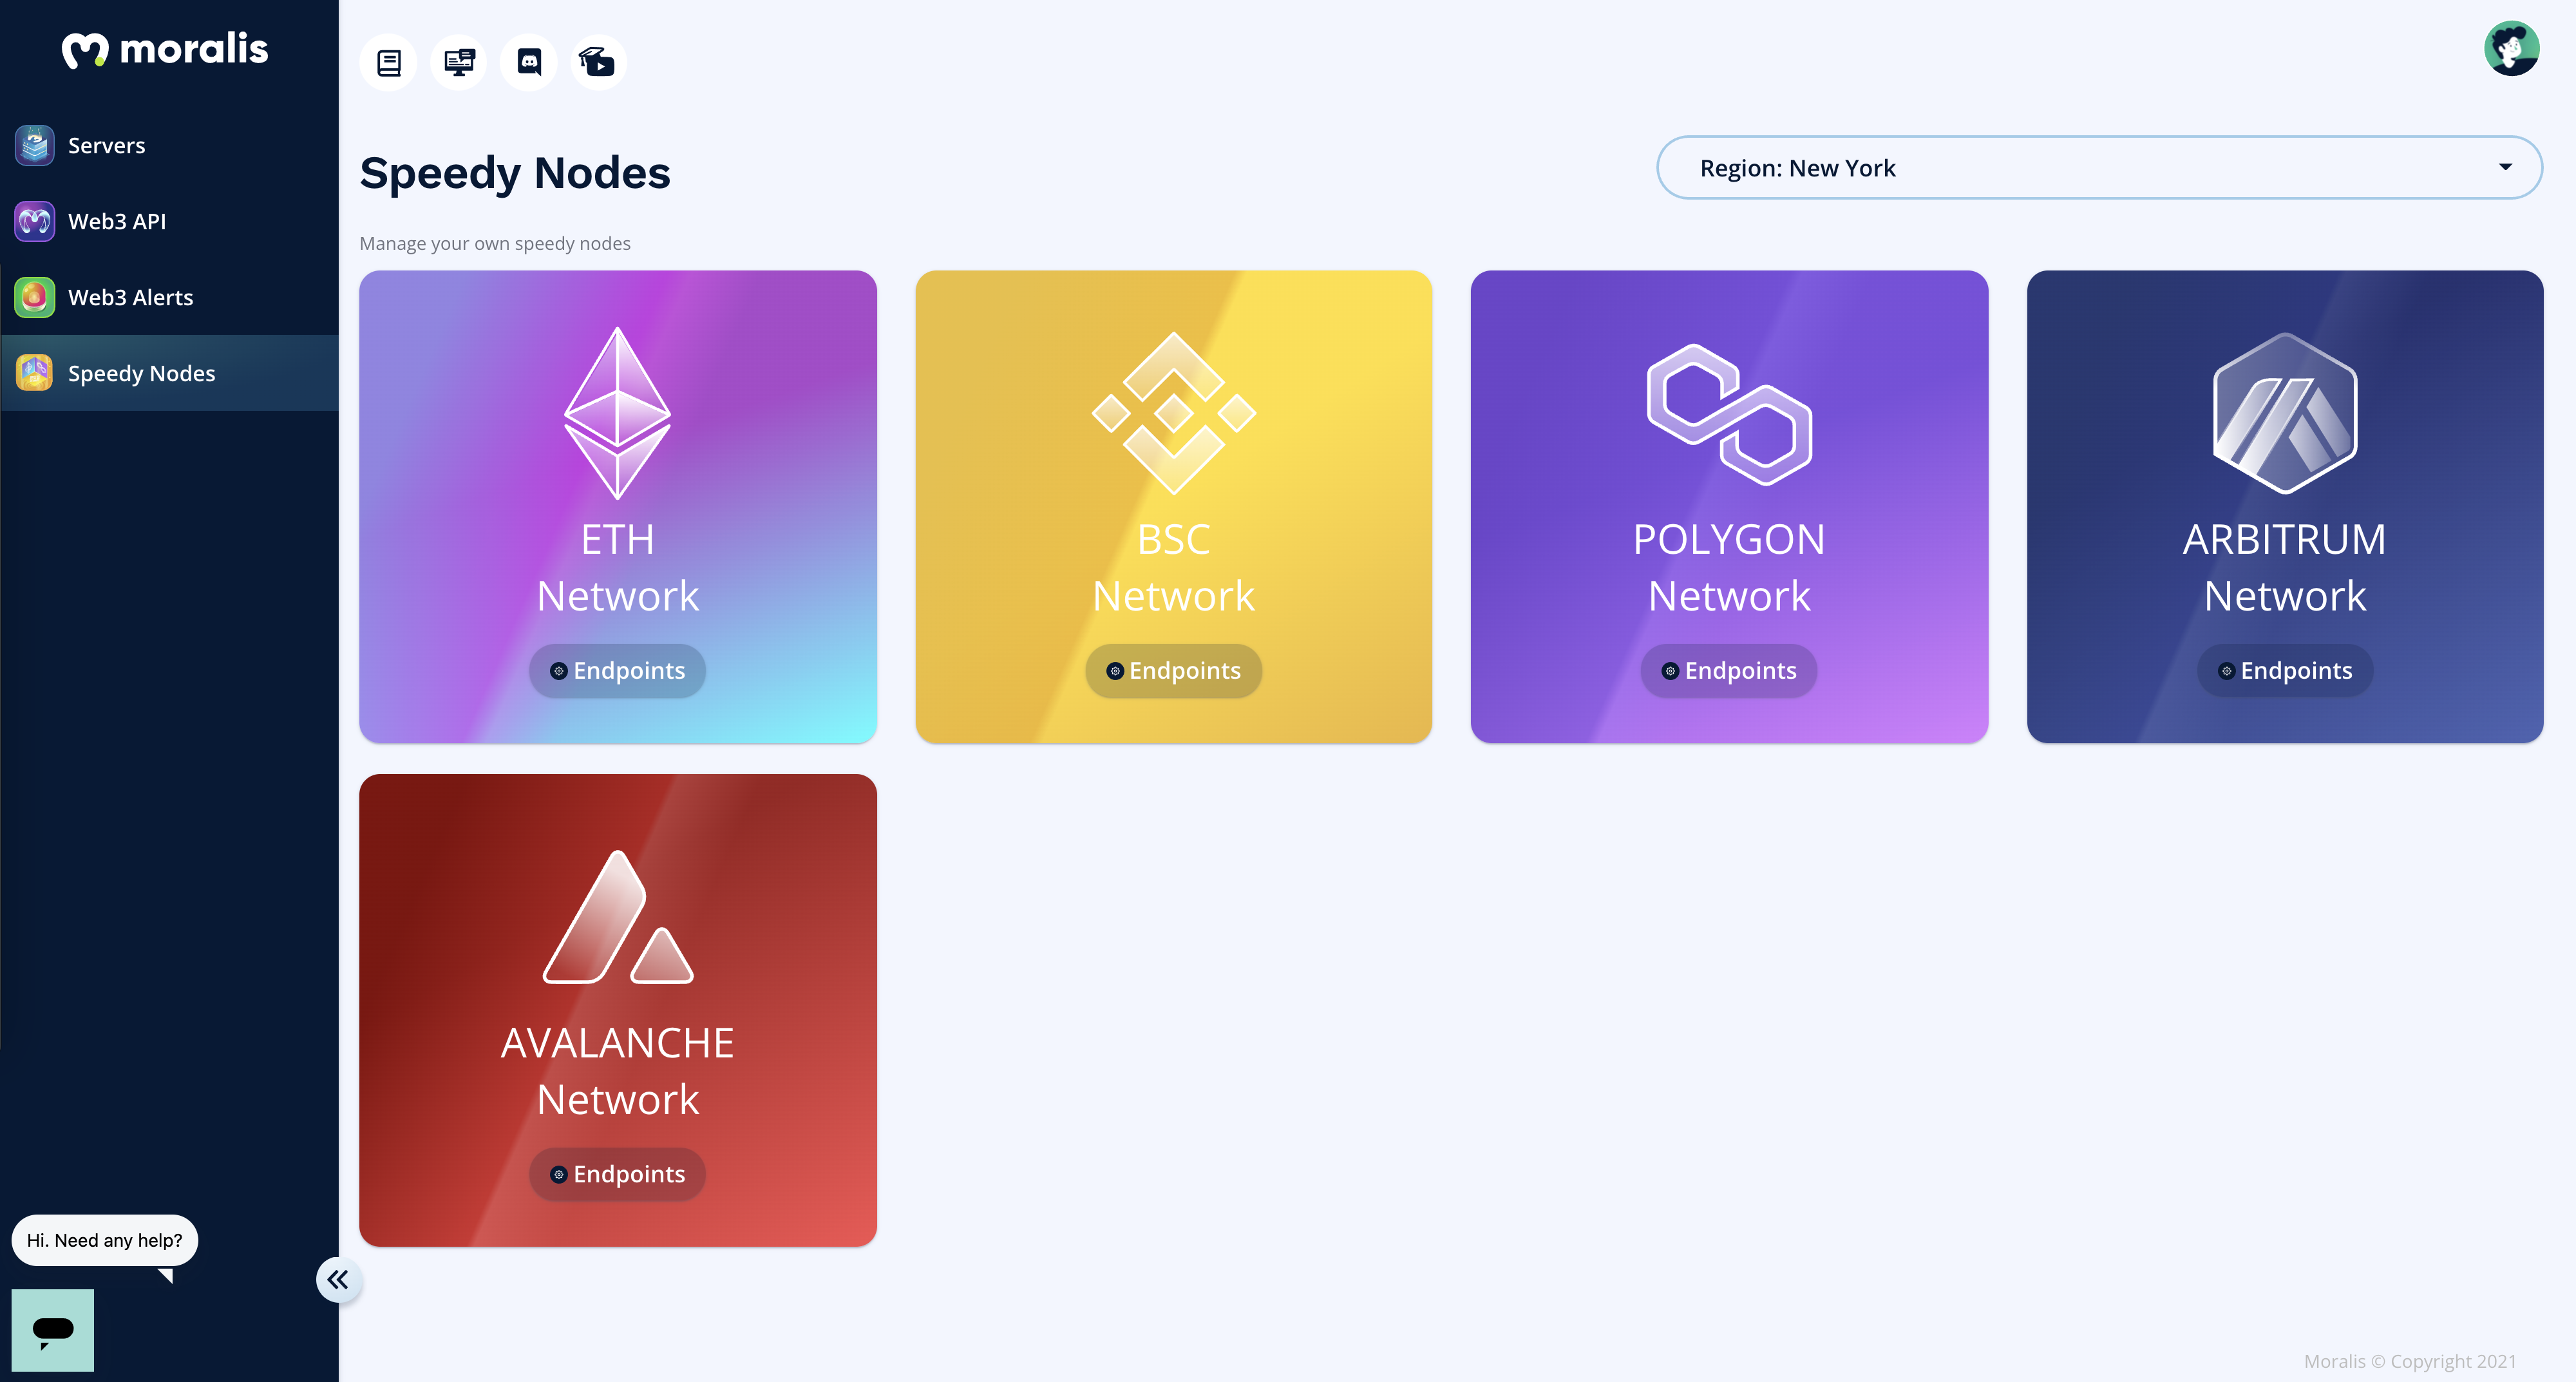 moralis
Servers
Web3 API
Web3 Alerts
Speedy Nodes
Hi. Need any help?
Speedy Nodes
Region: New York
Manage your own speedy nodes
ETH
Network
Endpoints
BSC
Network
Endpoints
POLYGON
Network
Endpoints
ARBITRUM
Network
Endpoints
AVALANCHE
Network
Endpoints
Moralis © Copyright 2021